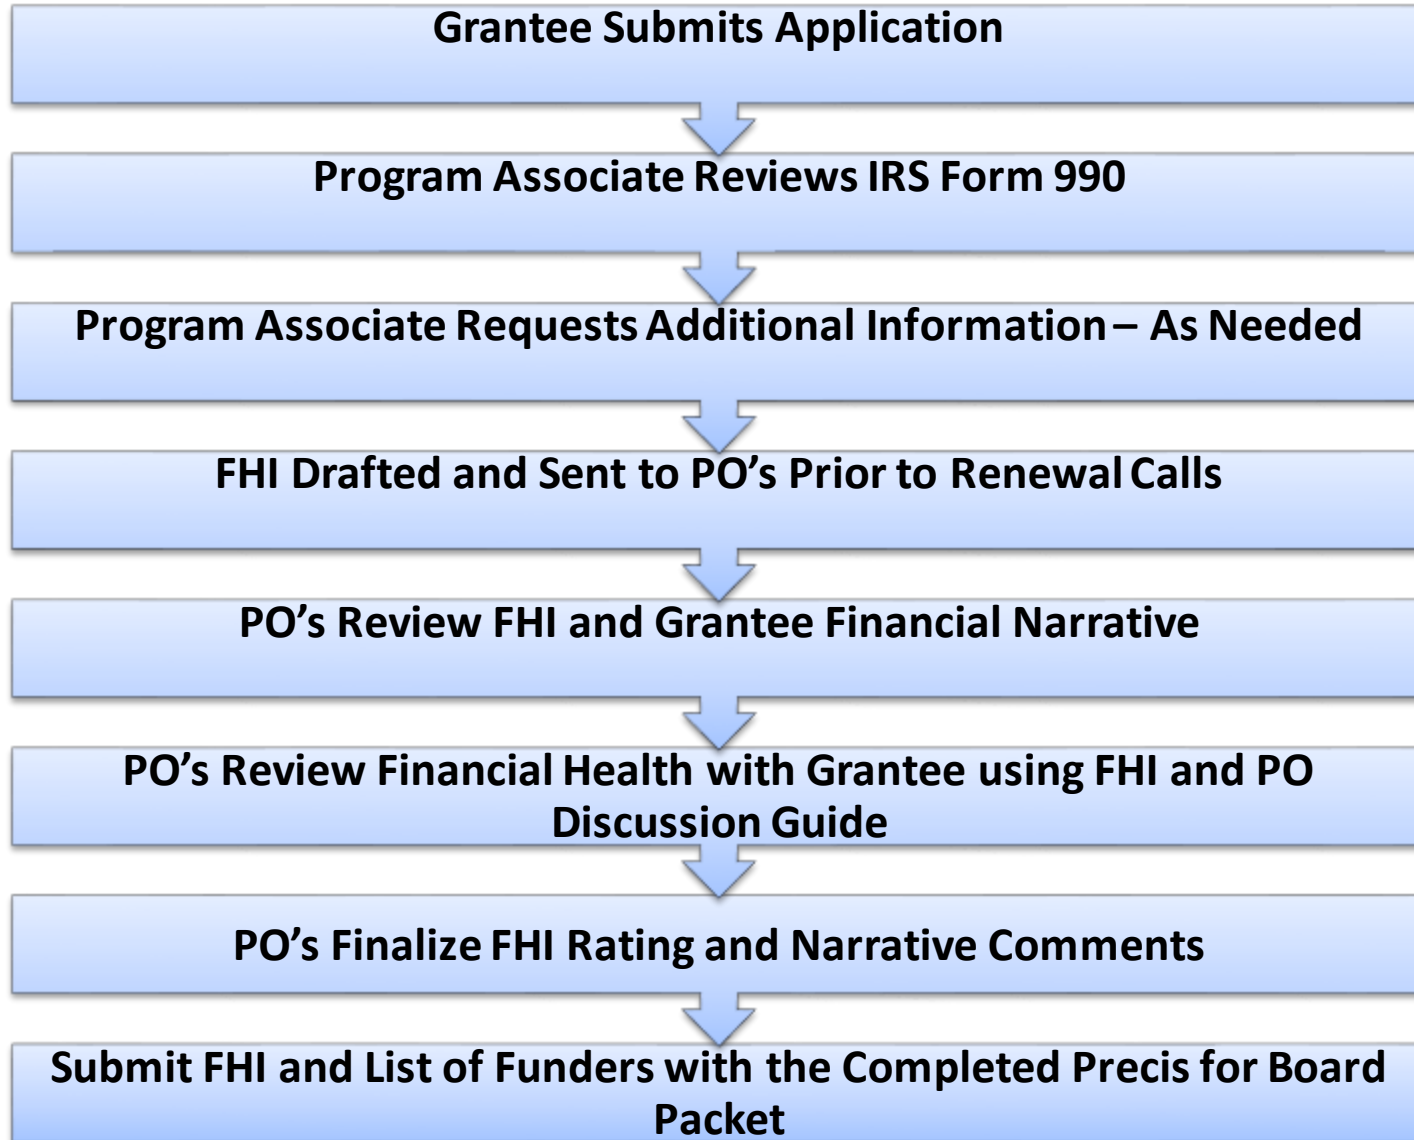 Grantee Submits Application
Program Associate Reviews IRS Form 990
Program Associate Requests Additional Information – As Needed
FHI Drafted and Sent to PO’s Prior to Renewal Calls
PO’s Review FHI and Grantee Financial Narrative
PO’s Review Financial Health with Grantee using FHI and PO
Discussion Guide
PO’s Finalize FHI Rating and Narrative Comments
Submit FHI and List of Funders with the Completed Precis for Board
Packet